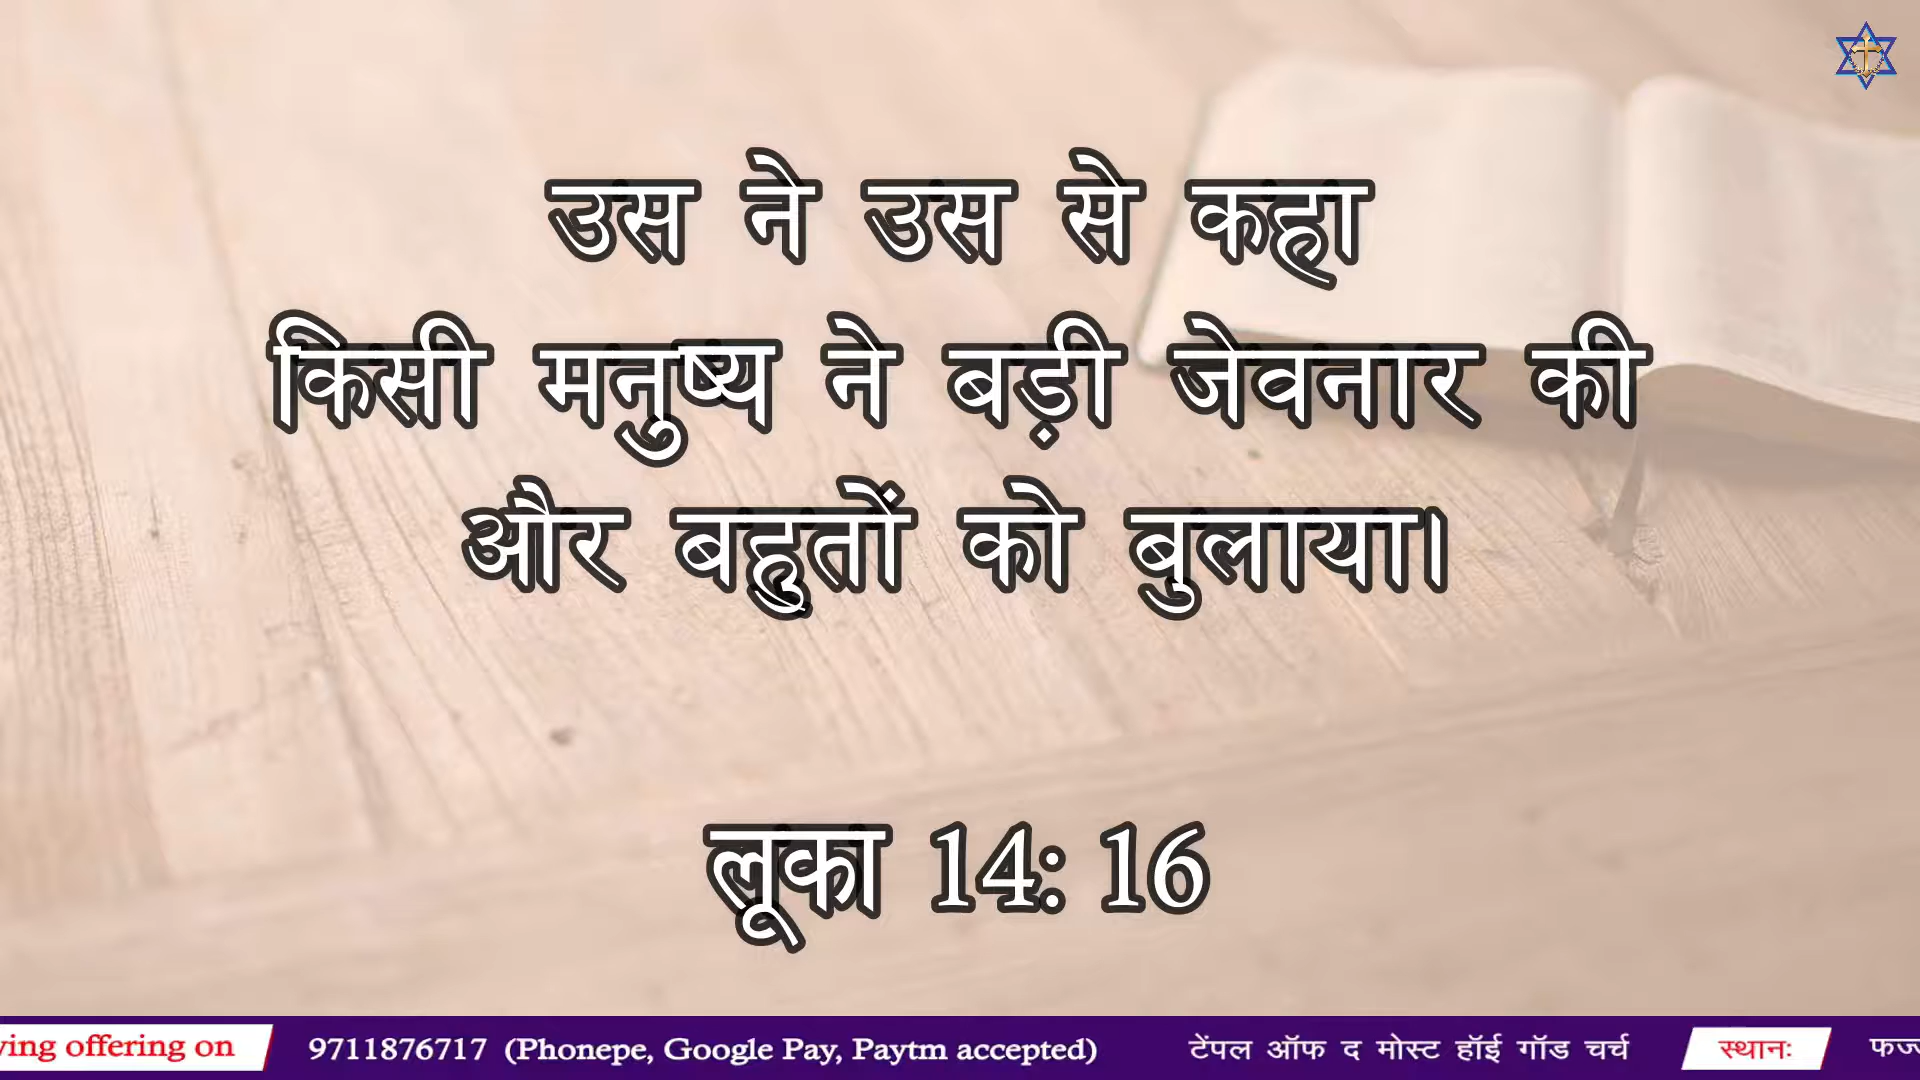 उस ने उस से कहा
किसी मनुष्य ने बड़ी जेवनार की
और बहुतों को बुलाया।
लूका 14: 16
offering on 9711876717 (Phonepe, Google Pay, Paytm accepted) टेंपल ऑफ द मोस्ट हॉई गॉड चर्च स्थानः